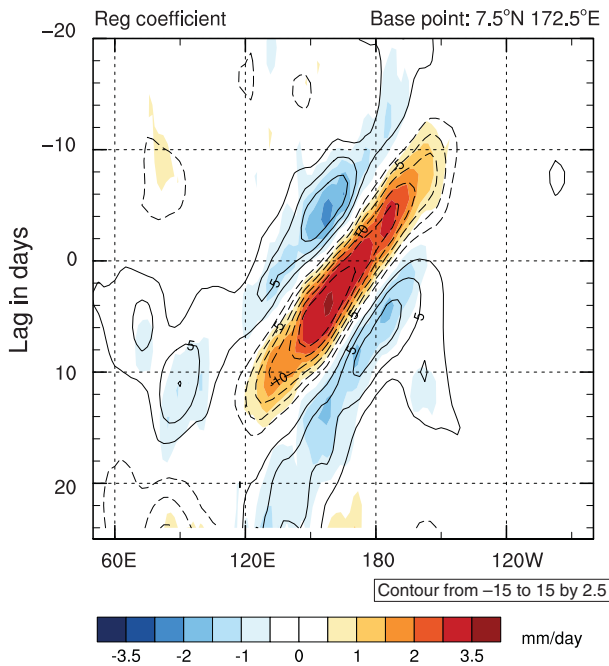 Reg coefficient Base point: 7.5°N 172.5°E
−20
−10
0
10
20
Lag in days
5
10
5
5
5
5
5
5
10
60E 120E 180 120W
Contour from −15 to 15 by 2.5
-3.5 -2 -1 0 1 2 3.5 mm/day